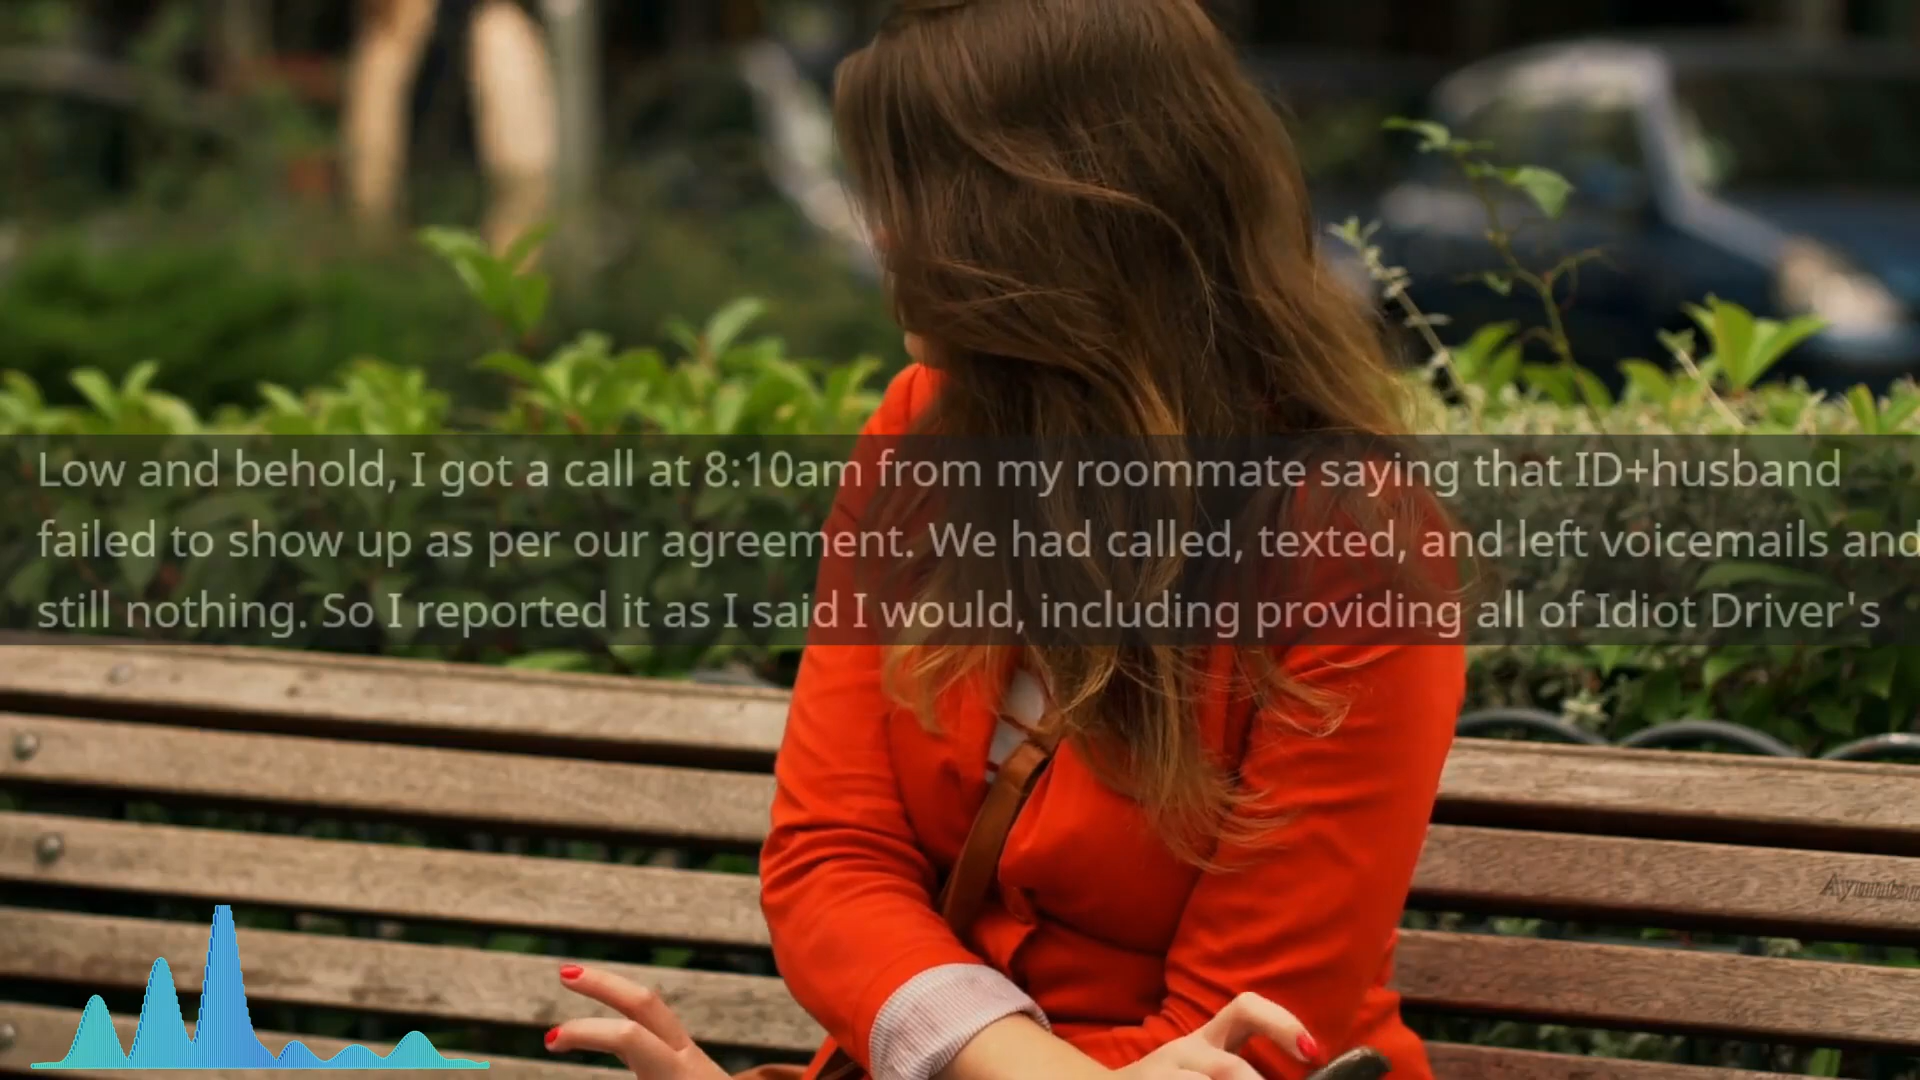 Low and behold, I got a call at 8:10am from my roommate saying that ID+husband
failed to show up as per our agreement. We had called, texted, and left voicemails and
still nothing. So I reported it as I said I would, including providing all of Idiot Driver's